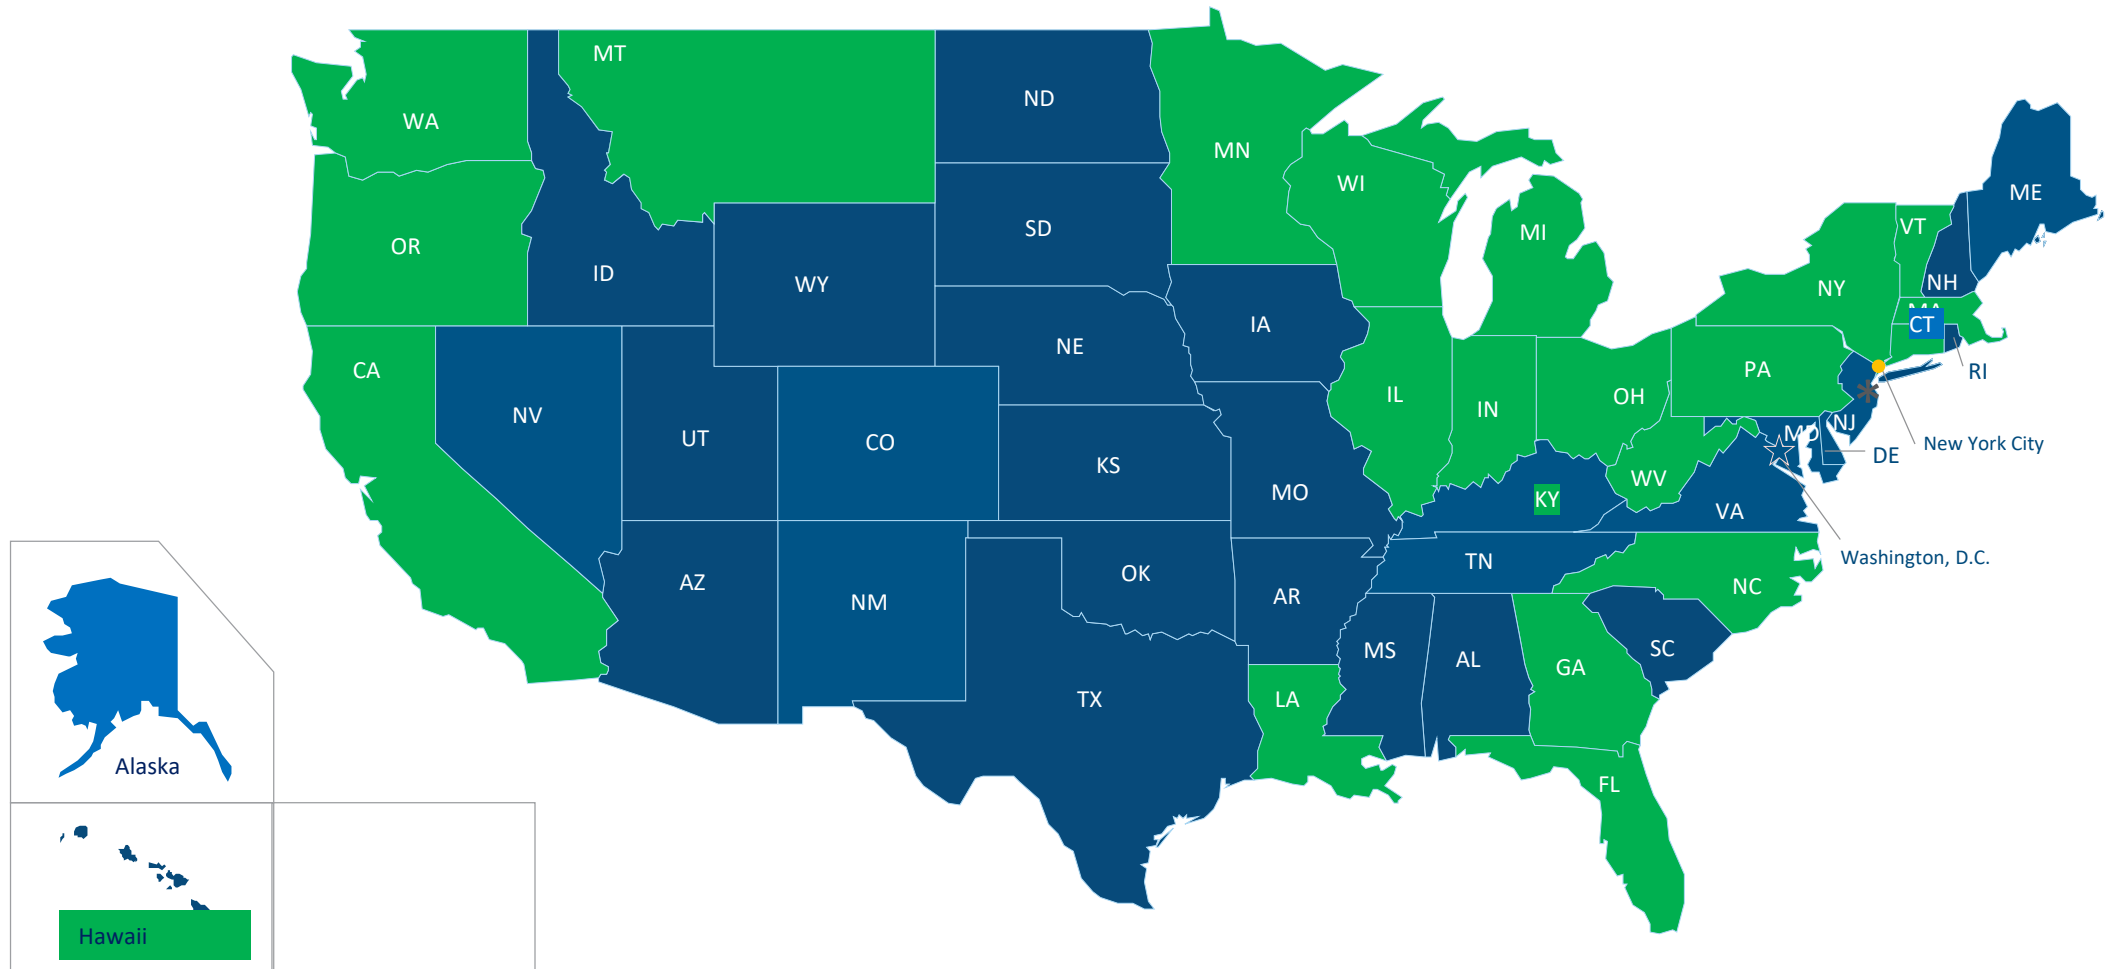 MT
ND
WA
MN
WI
ME
SD
MI
VT
OR
ID
WY
NY
NH
MA
IA
CT
NE
CA
PA
RI
IL
OH
IN
NV
NJ
UT
CO
MD
New York City
DE
KS
WV
MO
KY
VA
TN
Washington, D.C.
OK
AZ
NC
NM
AR
MS
SC
AL
GA
TX
LA
Alaska
FL
Hawaii